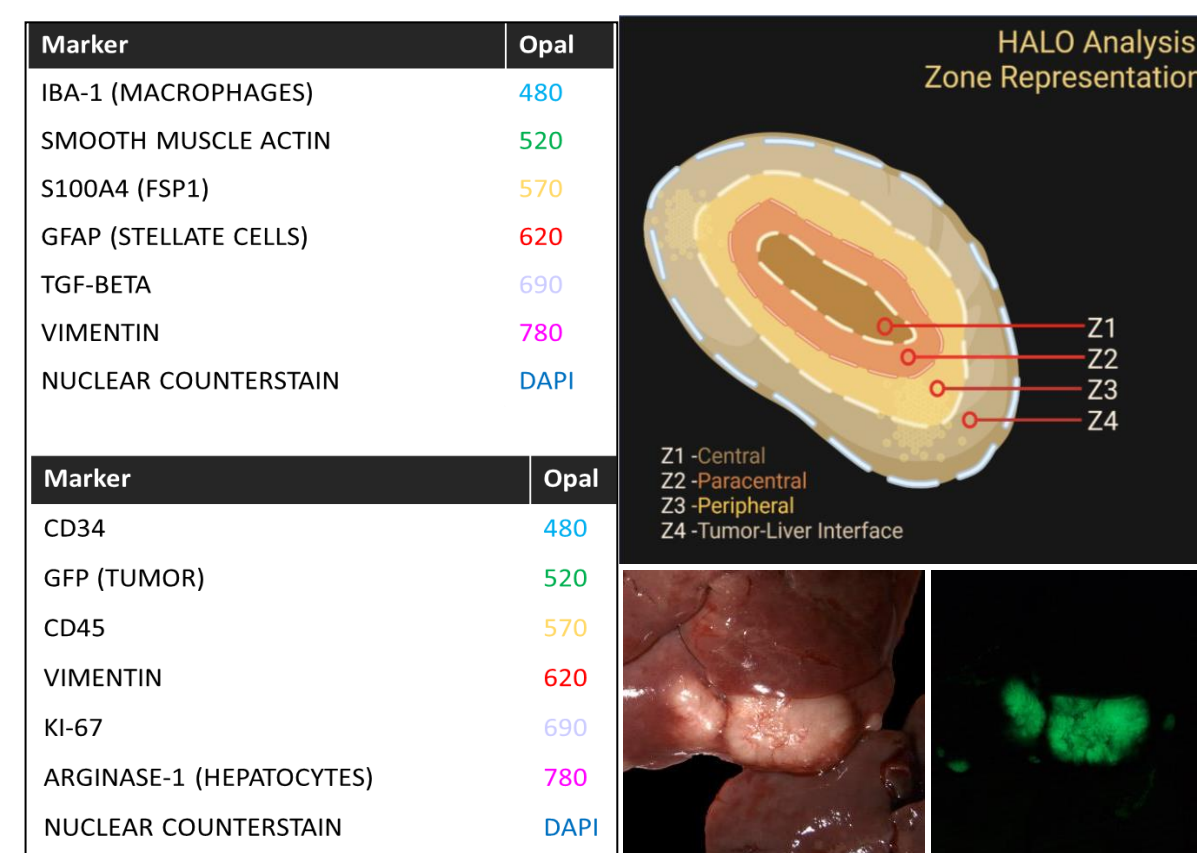 Marker Opal
IBA-1 (MACROPHAGES) 480
SMOOTH MUSCLE ACTIN 520
S100A4 (FSP1) 570
GFAP (STELLATE CELLS) 620
TGF-BETA 690
VIMENTIN 780
NUCLEAR COUNTERSTAIN DAPI
Marker Opal
CD34 480
GFP (TUMOR) 520
CD45 570
VIMENTIN 620
KI-67 690
ARGINASE-1 (HEPATOCYTES) 780
NUCLEAR COUNTERSTAIN DAPI
HALO Analysis
Zone Representation
Z1
Z2
Z3
Z4
Z1 -Central
Z2 -Paracentral
Z3 -Peripheral
Z4 -Tumor-Liver Interface